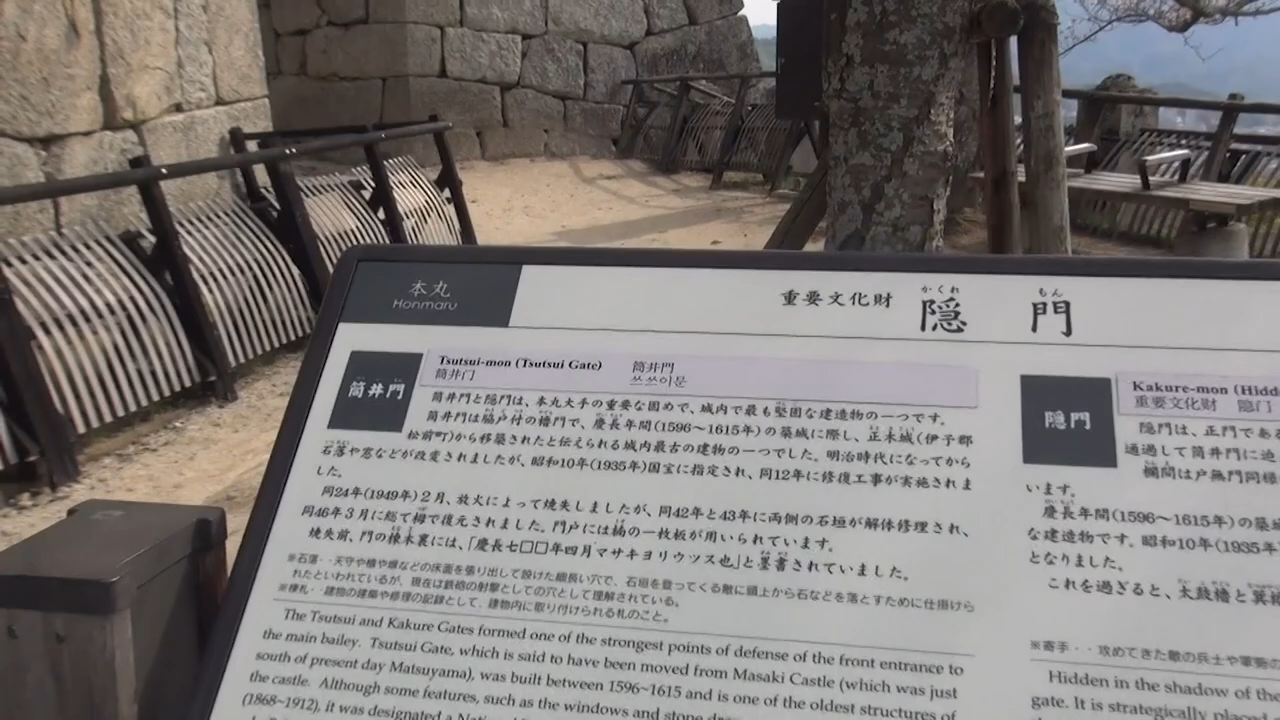 本丸
Honmaru
重要文化財 隠 門
かくれ もん
筒井門
Tsutsui-mon (Tsutsui Gate) 筒井門
筒井门 쓰쓰이문
筒井門と隠門は、本丸大手の重要な固めで、城内で最も堅固な建造物の一つです。
筒井門は脇戸付の櫓門で、慶長年間(1596〜1615年)の築城に際し、正木城(伊予郡
松前町)から移築されたと伝えられる城内最古の建物の一つでした。明治時代になってから
石落や窓などが改変されましたが、昭和10年(1935年)国宝に指定され、同12年に修復工事が実施されま
した。
同24年(1949年)2月、放火によって焼失しましたが、同42年と43年に両側の石垣が解体修理され、
同46年3月に総て栂で復元されました。門戸には楠の一枚板が用いられています。
焼失前、門の棟木裏には、「慶長七□□年四月マサキヨリウツス也」と墨書されていました。
※石落‥天守や櫓や塀などの床面を張り出して設けた細長い穴で、石垣を登ってくる敵に頭上から石などを落とすために仕掛けら
れたといわれているが、現在は鉄砲の射撃としての穴として理解されている。
※棟札‥建物の建築や修理の記録として、建物内に取り付けられる札のこと。
The Tsutsui and Kakure Gates formed one of the strongest points of defense of the front entrance to
the main bailey. Tsutsui Gate, which is said to have been moved from Masaki Castle (which was just
south of present day Matsuyama), was built between 1596~1615 and is one of the oldest structures of
the castle. Although some features, such as the windows and stone
(1868~1912), it was designated a
隠門
Kakure-mon (Hidd
重要文化財 隐门
隠門は、正門である
通過して筒井門に迫
欄間は戸無門同様
います。
慶長年間(1596〜1615年)の築
な建造物です。昭和10年(1935年
となりました。
これを過ぎると、太鼓櫓と巽櫓
※寄手‥攻めてきた敵の兵士や軍勢の
Hidden in the shadow of the
gate. It is strategically placed